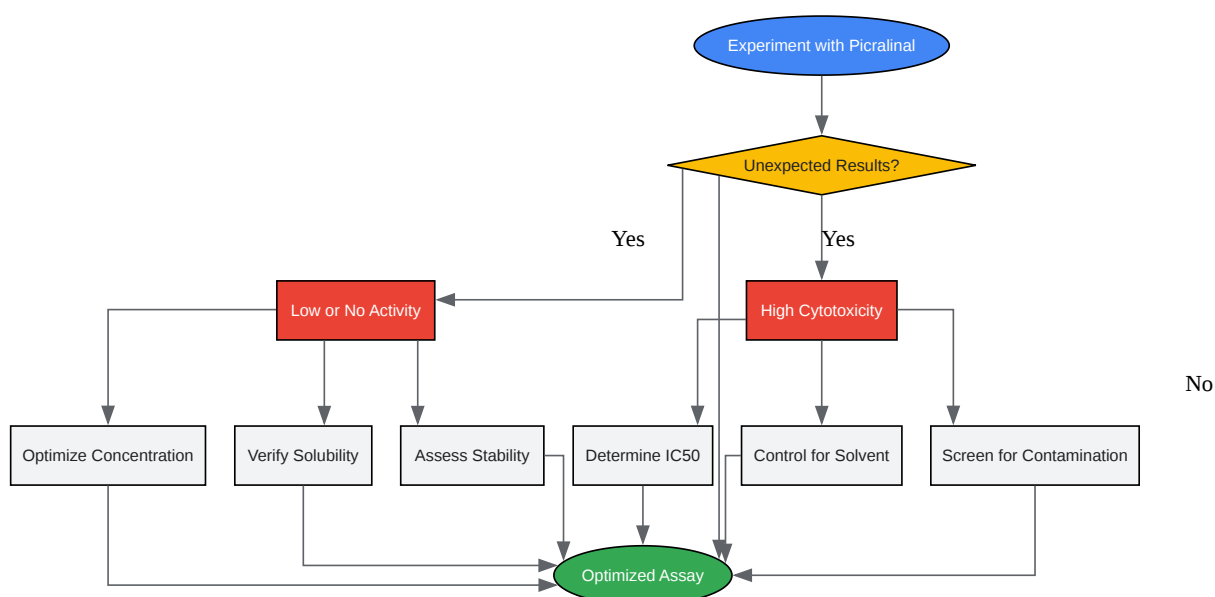 Experiment with Picralinal
Unexpected Results?
Yes
Yes
Low or No Activity
High Cytotoxicity
No
Optimize Concentration
Verify Solubility
Assess Stability
Determine IC50
Control for Solvent
Screen for Contamination
Optimized Assay